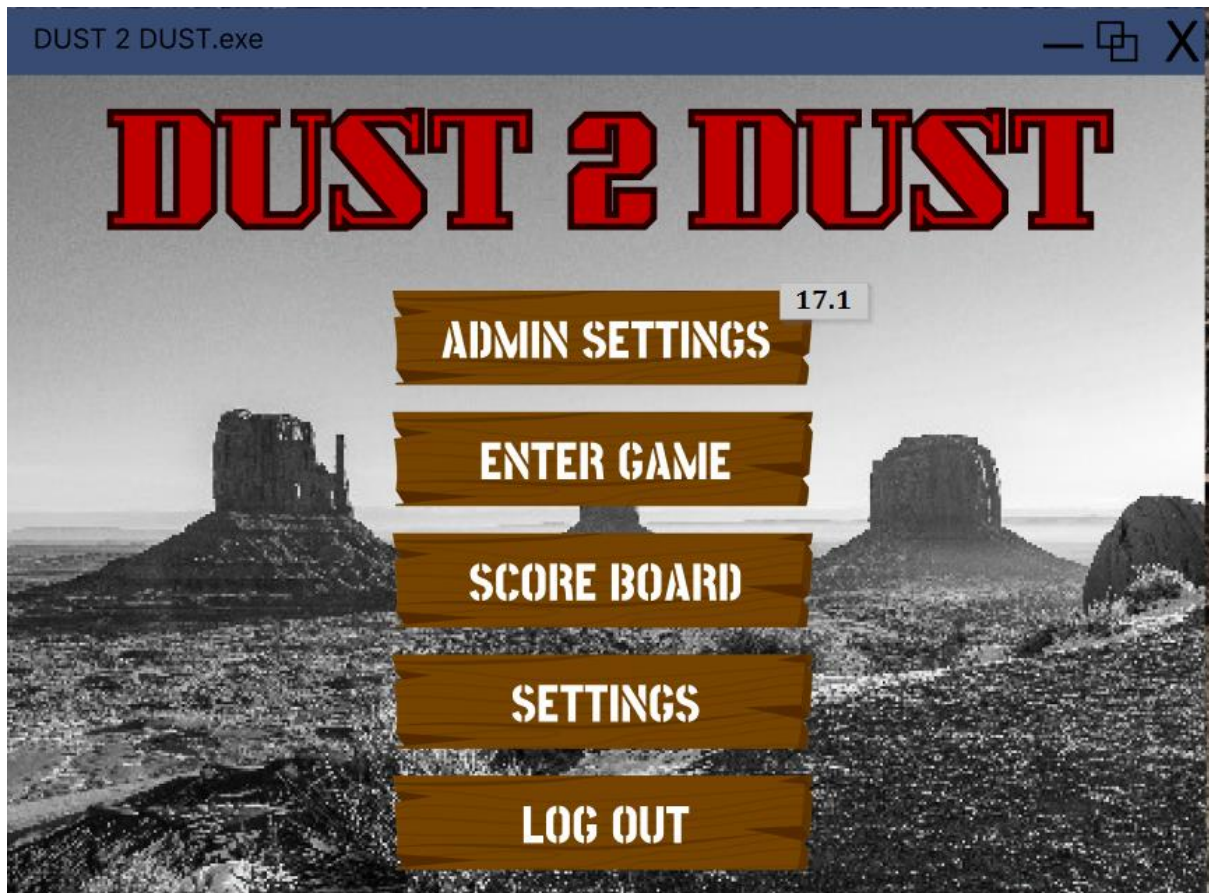 DUST 2 DUST.exe
DUST 2 DUST
17.1
ADMIN SETTINGS
ENTER GAME
SCORE BOARD
SETTINGS
LOG OUT